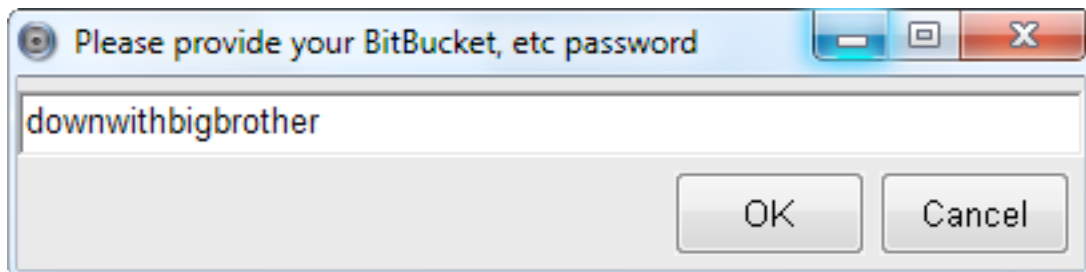 Please provide your BitBucket, etc password
downwithbigbrother
OK
Cancel